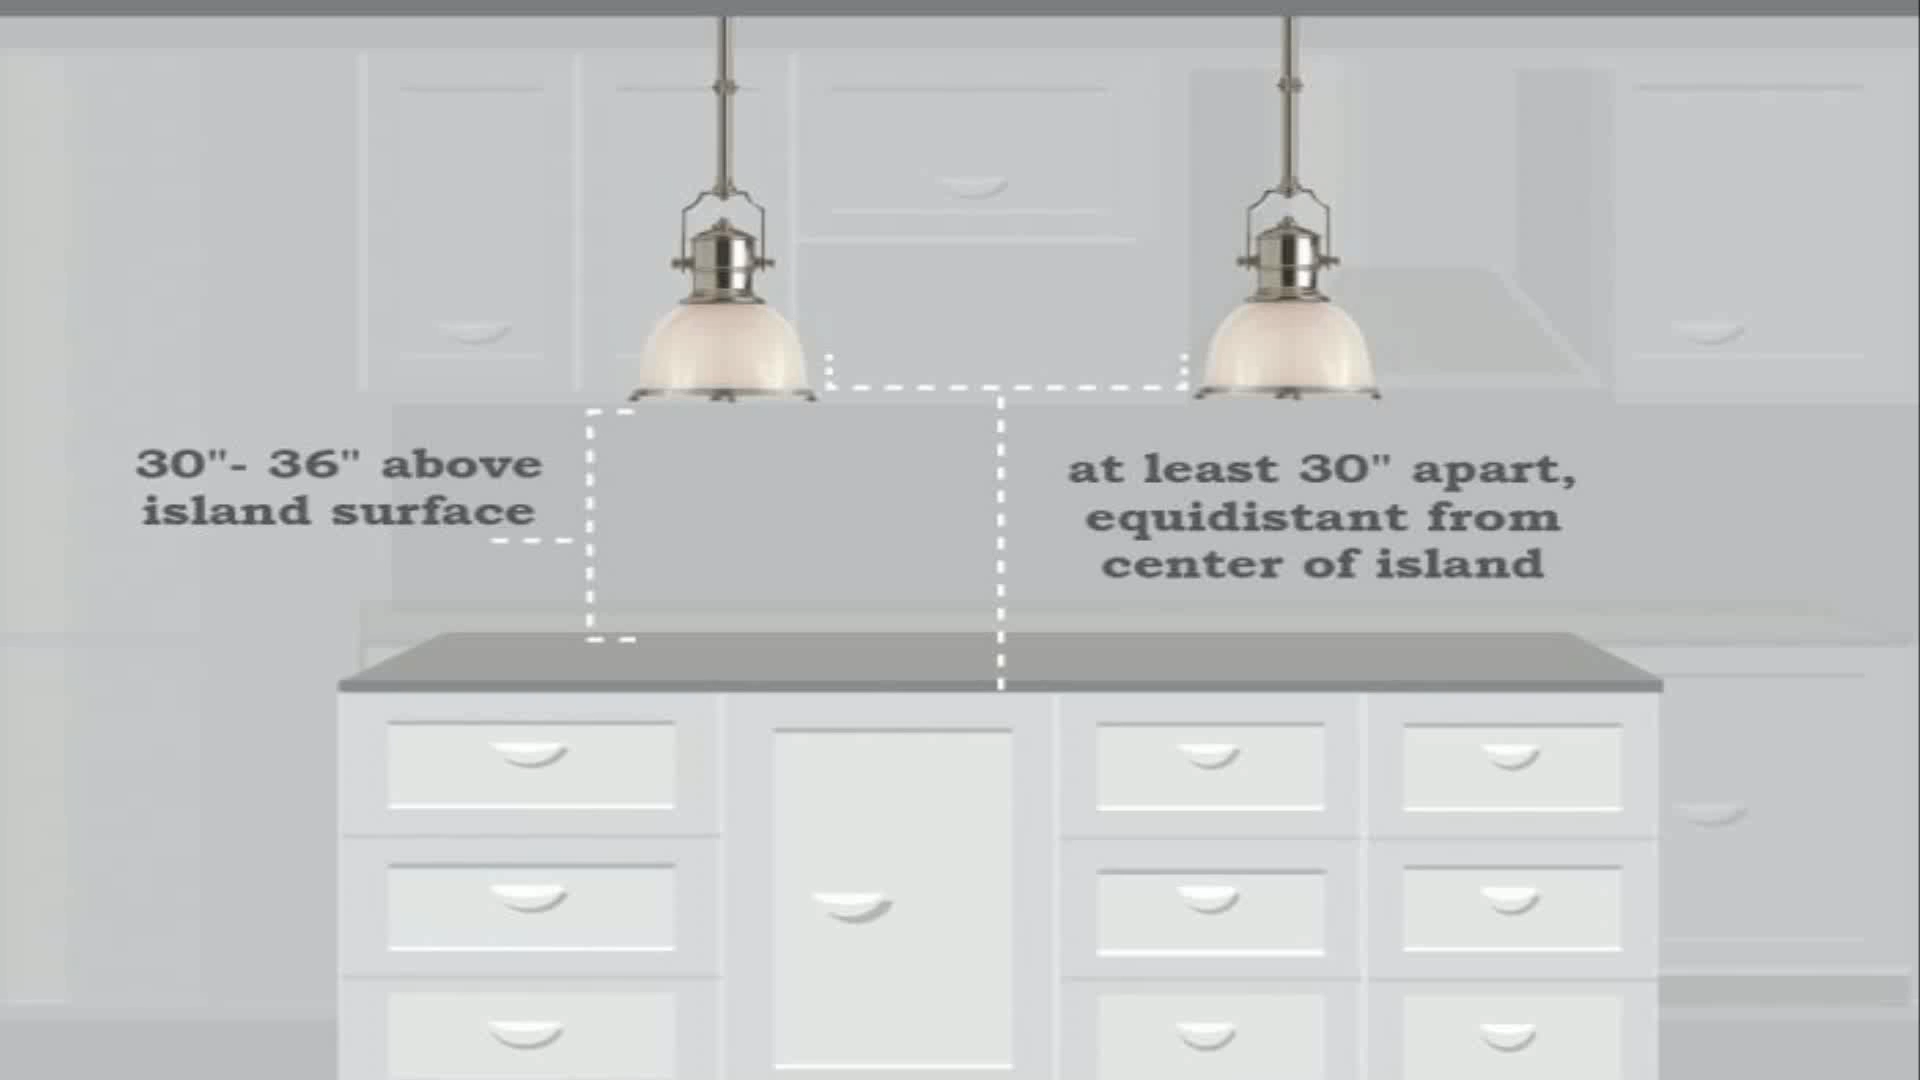 30"- 36" above
island surface
at least 30" apart,
equidistant from
center of island